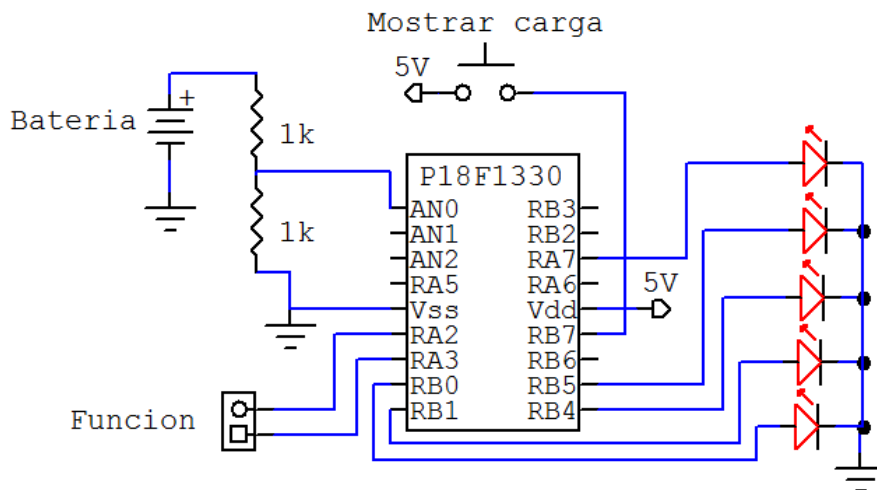 Mostrar carga
5V
+
Bateria
1k
P18F1330
AN0 RB3
AN1 RB2
1k
AN2 RA7
RA5 RA6
5V
Vss Vdd
RA2 RB7
RA3 RB6
RB0 RB5
Funcion
RB1 RB4